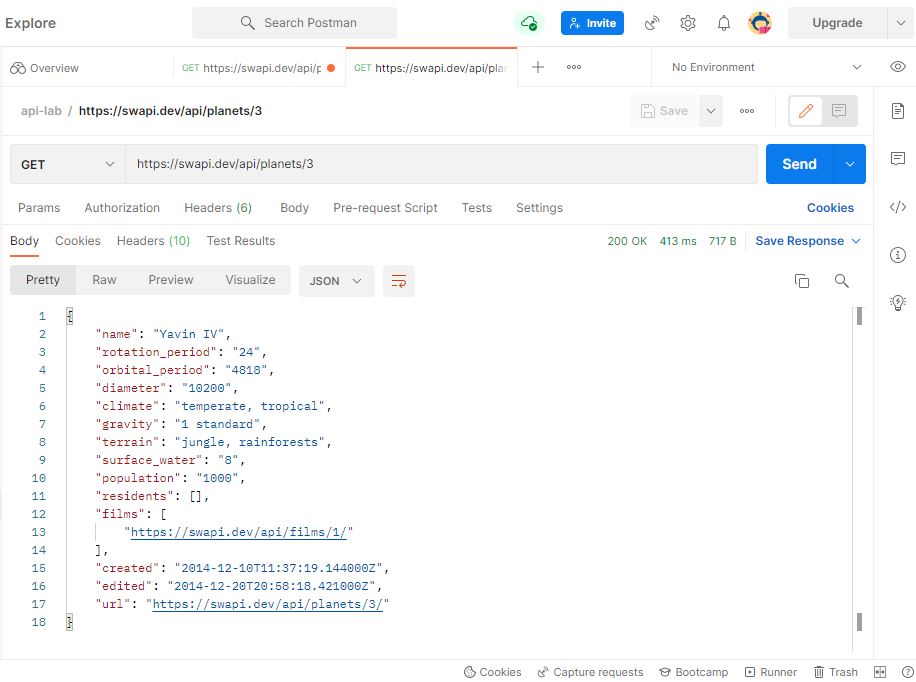 Explore
Search Postman
Invite
Upgrade
Overview
GET https://swapi.dev/api/p
GET https://swapi.dev/api/plan
No Environment
api-lab / https://swapi.dev/api/planets/3
Save
GET
https://swapi.dev/api/planets/3
Send
Params Authorization Headers (6) Body Pre-request Script Tests Settings Cookies
Body Cookies Headers (10) Test Results 200 OK 413 ms 717 B Save Response
Pretty Raw Preview Visualize JSON
1 {
2 "name": "Yavin IV",
3 "rotation_period": "24",
4 "orbital_period": "4818",
5 "diameter": "10200",
6 "climate": "temperate, tropical",
7 "gravity": "1 standard",
8 "terrain": "jungle, rainforests",
9 "surface_water": "8",
10 "population": "1000",
11 "residents": [],
12 "films": [
13 "https://swapi.dev/api/films/1/"
14 ],
15 "created": "2014-12-10T11:37:19.144000Z",
16 "edited": "2014-12-20T20:58:18.421000Z",
17 "url": "https://swapi.dev/api/planets/3/"
18 }
Cookies Capture requests Bootcamp Runner Trash